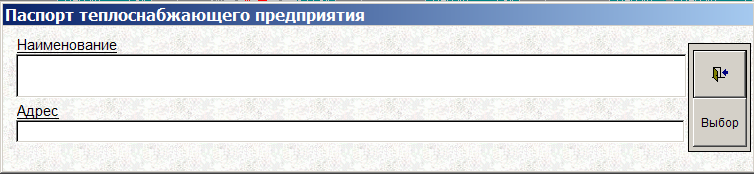 Паспорт теплоснабжающего предприятия
Наименование
Адрес
Выбор